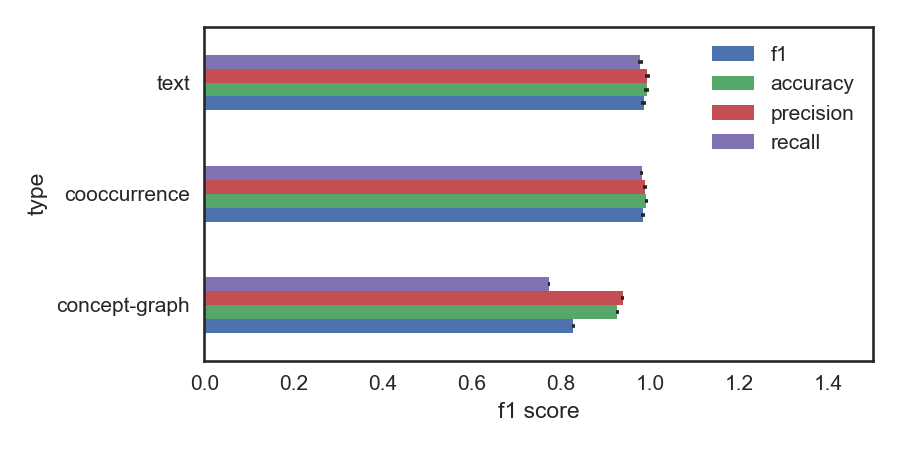 f1
accuracy
precision
recall
text
cooccurrence
concept-graph
type
0.0 0.2 0.4 0.6 0.8 1.0 1.2 1.4
f1 score